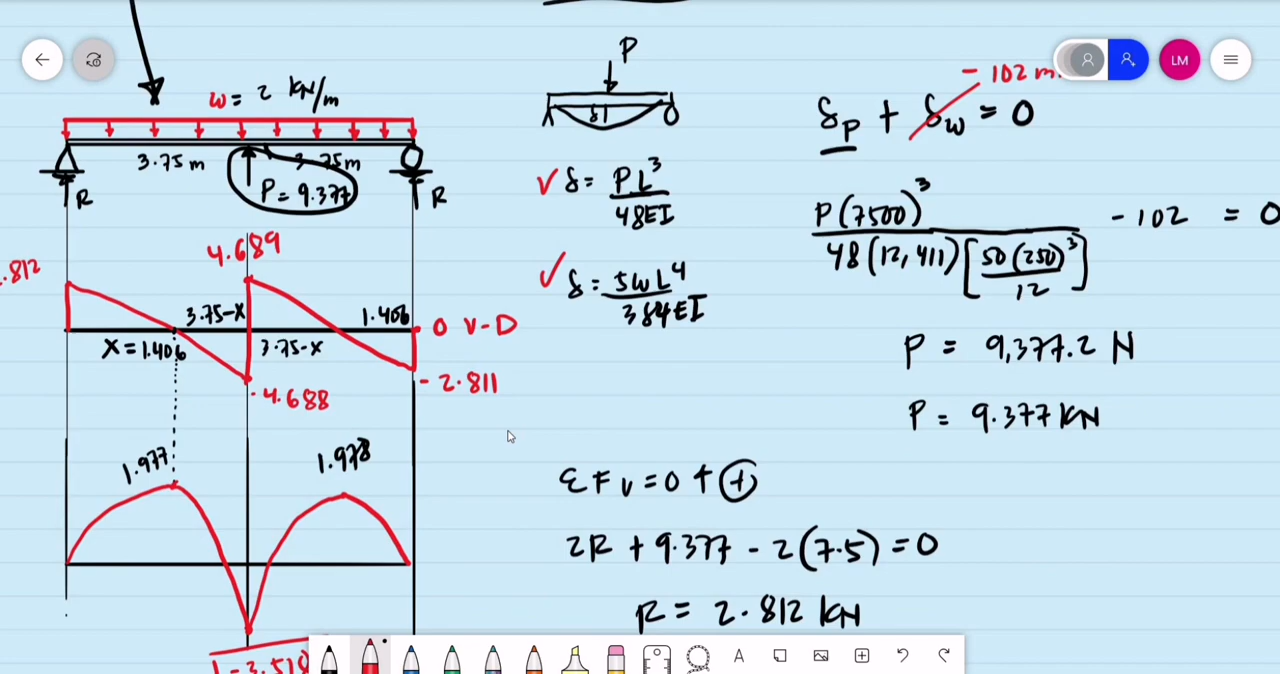 w = 2 kN/m
3.75 m
3.75m
P = 9.377
R
R
.812
4.689
3.75-x
1.406
0 V-D
x = 1.406
3.75-x
- 4.688
- 2.811
1.977
1.978
-3.518
P
δ
✓ δ = PL³
48EI
✓ δ = 5wL⁴
384EI
- 102 m
δP + δw = 0
P(7500)³ - 102 = 0
48(12,411)[50(250)³
12]
P = 9,377.2 N
P = 9.377 kN
ΣFv = 0 ↑ (+)
2R + 9.377 - 2(7.5) = 0
R = 2.812 kN
LM
A